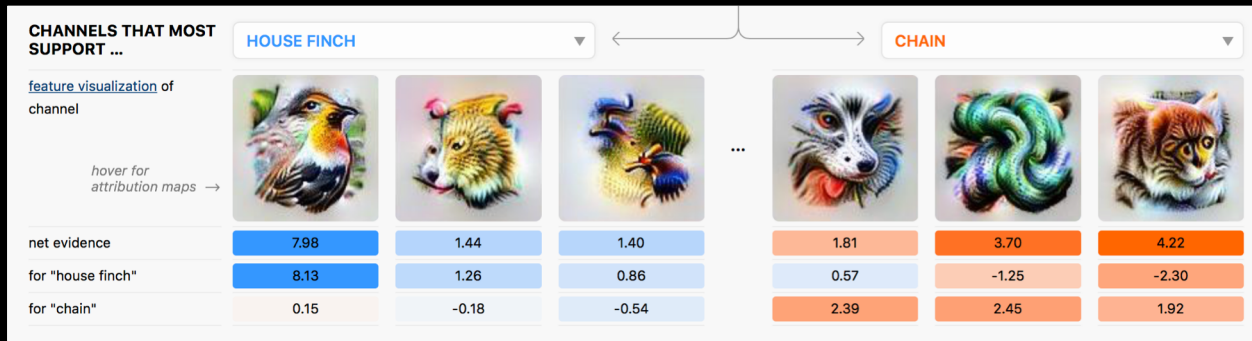 CHANNELS THAT MOST
SUPPORT ...
HOUSE FINCH
CHAIN
feature visualization of
channel
hover for
attribution maps →
...
net evidence 7.98 1.44 1.40 1.81 3.70 4.22
for "house finch" 8.13 1.26 0.86 0.57 -1.25 -2.30
for "chain" 0.15 -0.18 -0.54 2.39 2.45 1.92